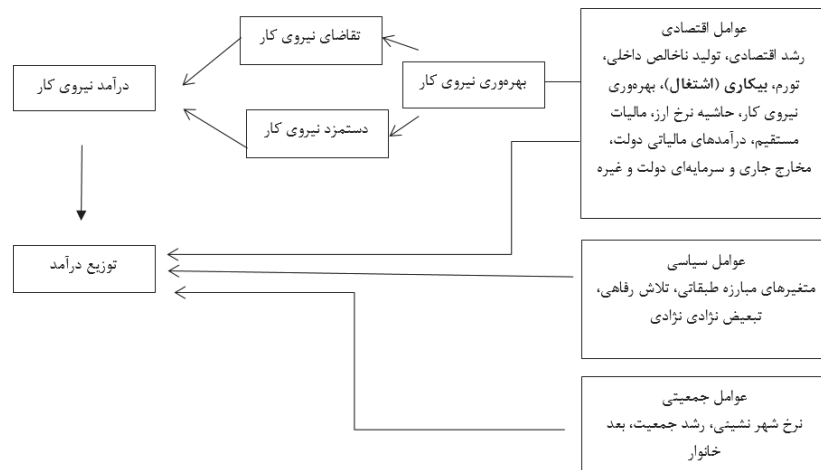 عوامل اقتصادی
رشد اقتصادی، تولید ناخالص داخلی،
تورم، بیکاری (اشتغال)، بهره‌وری
نیروی کار، حاشیه نرخ ارز، مالیات
مستقیم، درآمدهای مالیاتی دولت،
مخارج جاری و سرمایه‌ای دولت و غیره
بهره‌وری نیروی کار
تقاضای نیروی کار
دستمزد نیروی کار
درآمد نیروی کار
توزیع درآمد
عوامل سیاسی
متغیرهای مبارزه طبقاتی، تلاش رفاهی،
تبعیض نژادی نژادی
عوامل جمعیتی
نرخ شهر نشینی، رشد جمعیت، بعد
خانوار